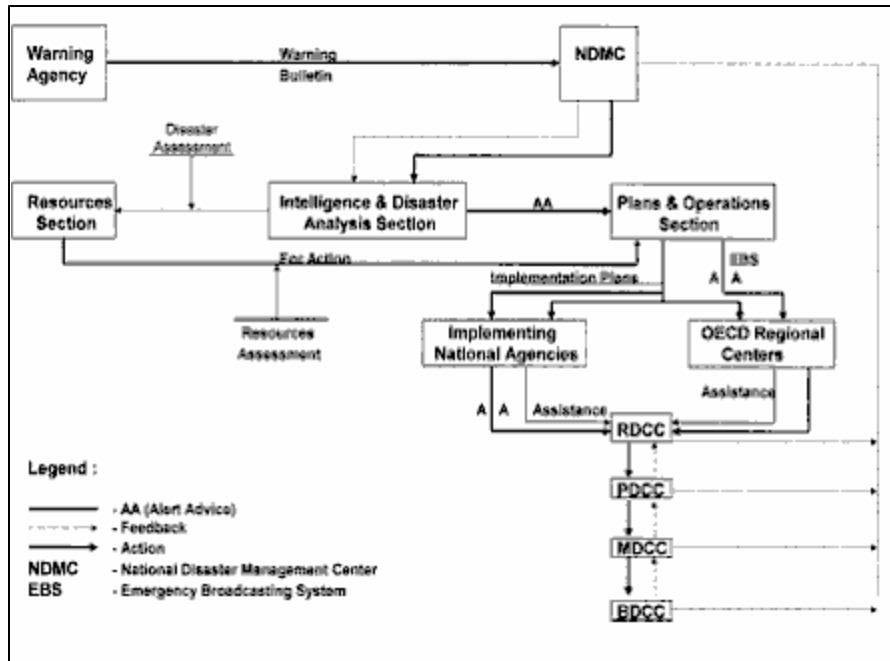 Warning
Agency
Warning
Bulletin
NDMC
Disaster
Assessment
Resources
Section
Intelligence & Disaster
Analysis Section
AA
Plans & Operations
Section
For Action
EBS
A A
Implementation Plans
Resources
Assessment
Implementing
National Agencies
OECD Regional
Centers
A A
Assistance
Assistance
RDCC
PDCC
MDCC
BDCC
Legend :
- AA (Alert Advice)
- Feedback
- Action
NDMC - National Disaster Management Center
EBS - Emergency Broadcasting System